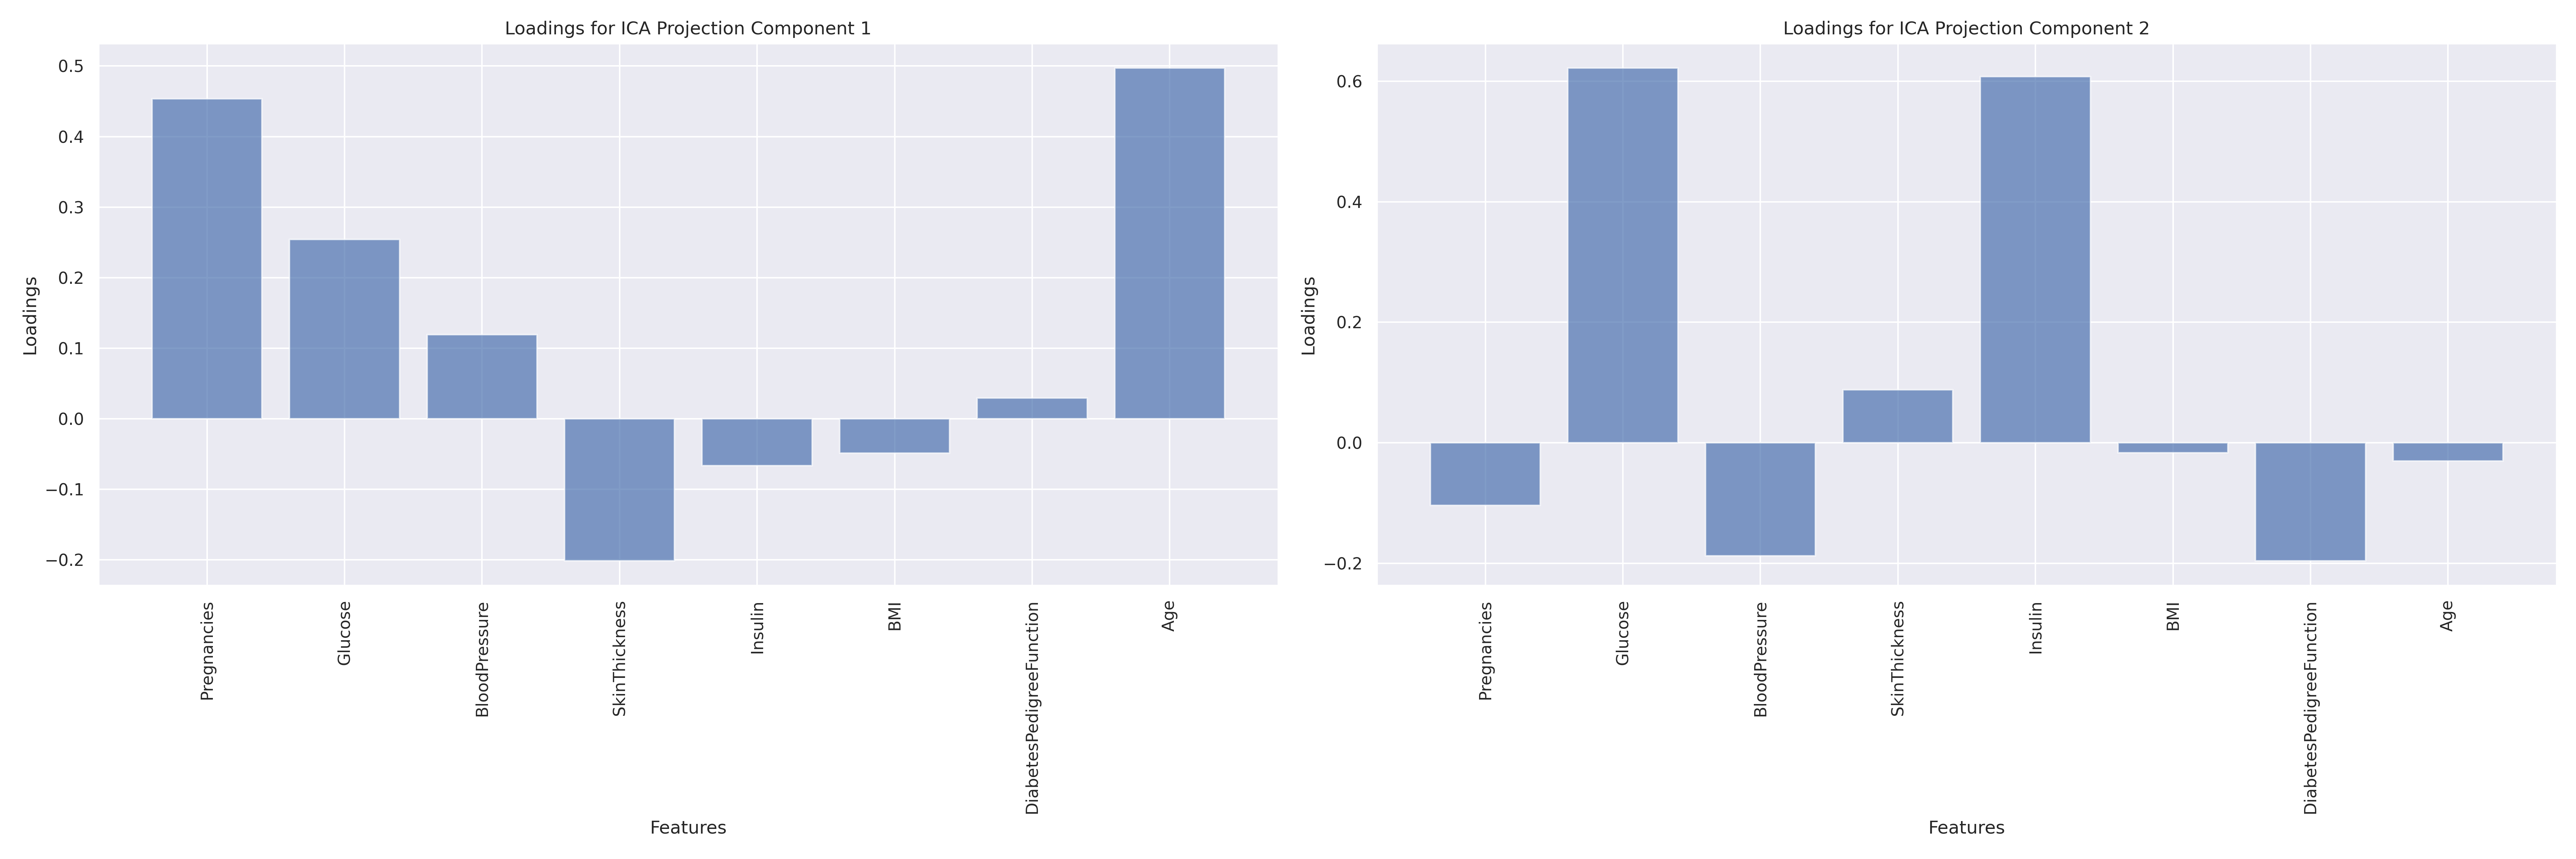 Loadings for ICA Projection Component 1
0.5
0.4
0.3
0.2
0.1
0.0
−0.1
−0.2
Loadings
Pregnancies
Glucose
BloodPressure
SkinThickness
Insulin
BMI
DiabetesPedigreeFunction
Age
Features
Loadings for ICA Projection Component 2
0.6
0.4
0.2
0.0
−0.2
Loadings
Pregnancies
Glucose
BloodPressure
SkinThickness
Insulin
BMI
DiabetesPedigreeFunction
Age
Features